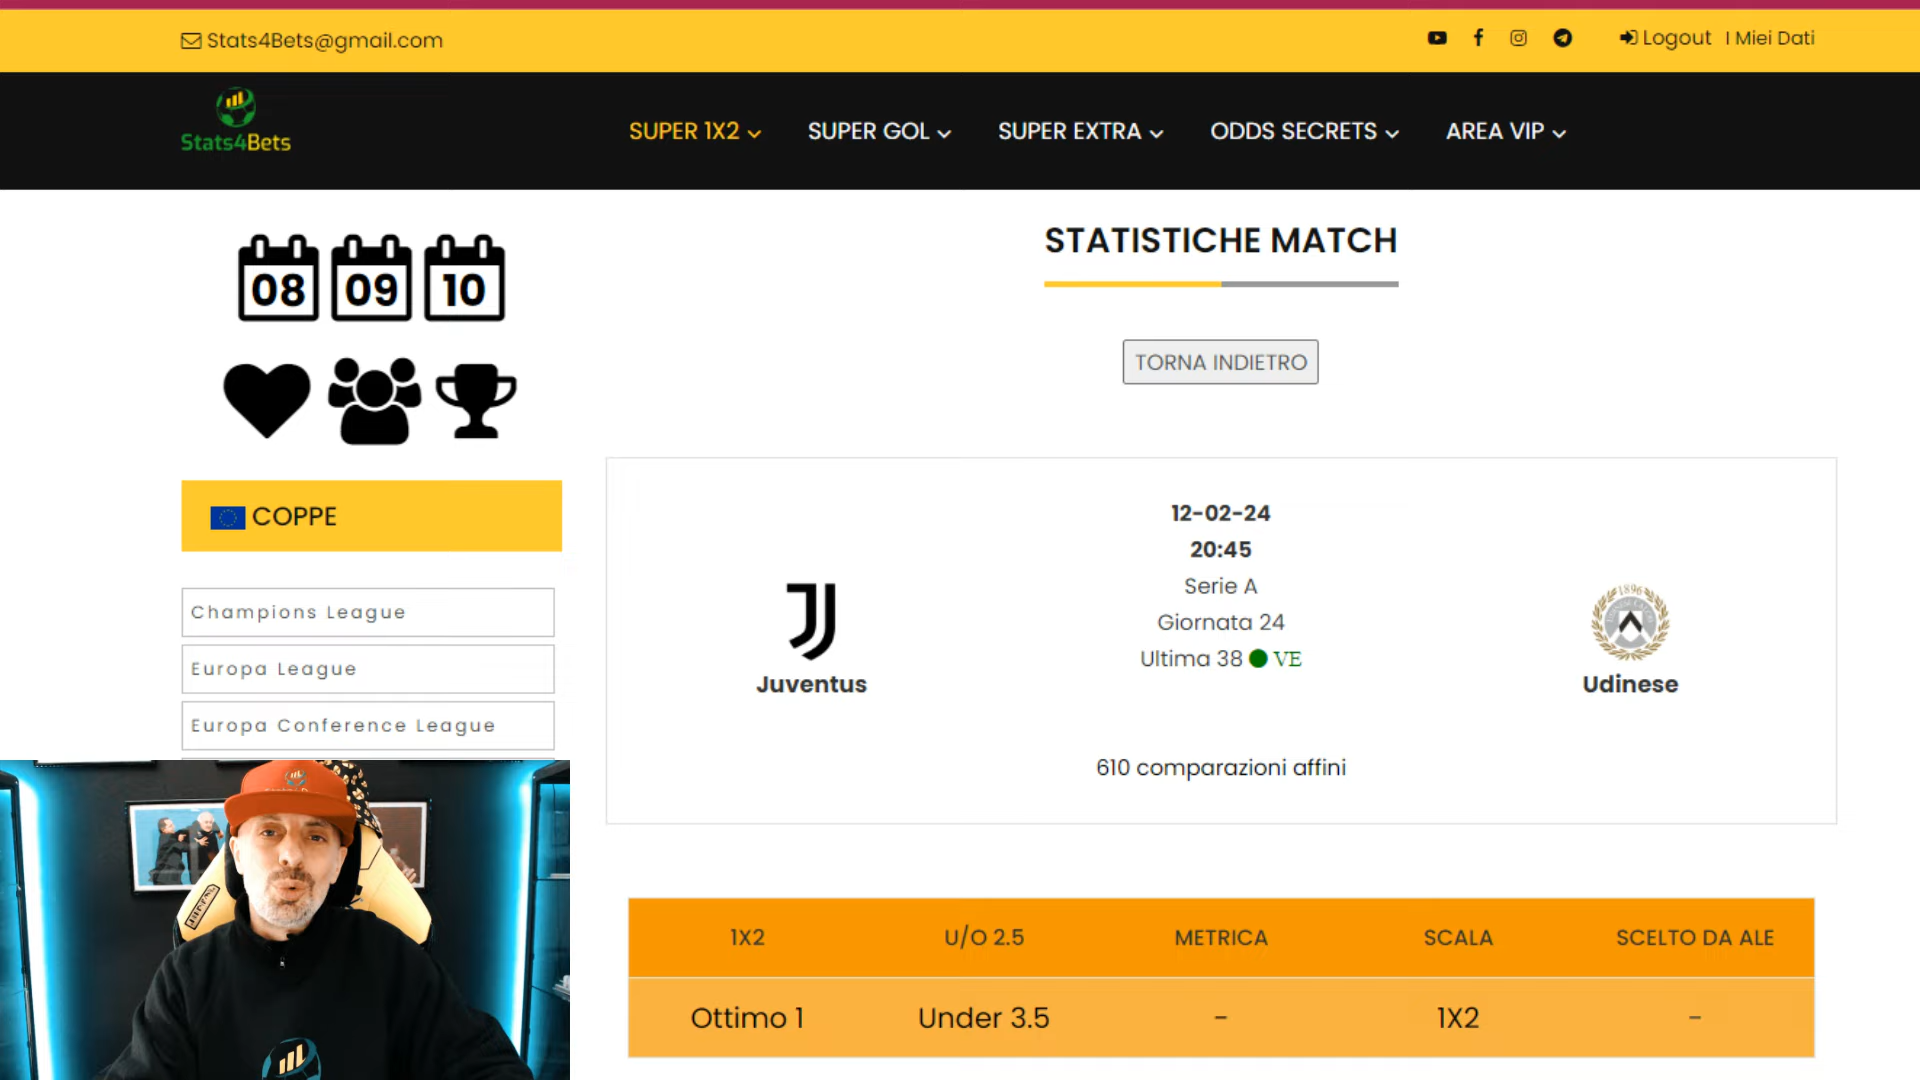 Stats4Bets@gmail.com
Logout
I Miei Dati
Stats4Bets
SUPER 1X2
SUPER GOL
SUPER EXTRA
ODDS SECRETS
AREA VIP
08
09
10
COPPE
Champions League
Europa League
Europa Conference League
STATISTICHE MATCH
TORNA INDIETRO
12-02-24
20:45
Serie A
Giornata 24
Ultima 38 VE
Juventus
1896
Udinese
610 comparazioni affini
1X2
U/O 2.5
METRICA
SCALA
SCELTO DA ALE
Ottimo 1
Under 3.5
-
1X2
-